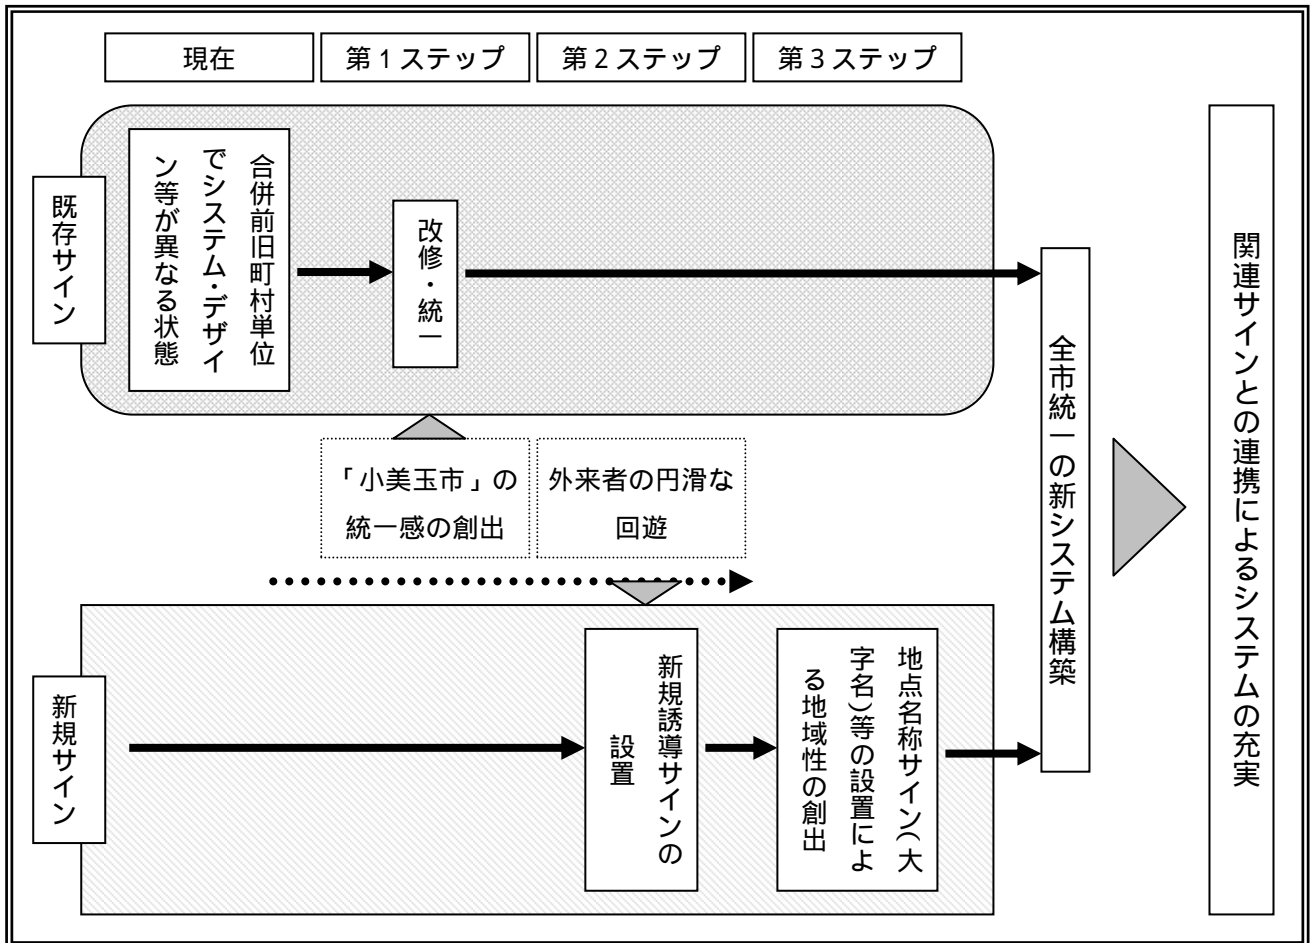 現在
第1ステップ
第2ステップ
第3ステップ
既存サイン
合併前旧町村単位
でシステム・デザイ
ン等が異なる状態
改修・統一
「小美玉市」の
統一感の創出
外来者の円滑な
回遊
新規サイン
新規誘導サインの
設置
地点名称サイン(大
字名)等の設置によ
る地域性の創出
全市統一の新システム構築
関連サインとの連携によるシステムの充実